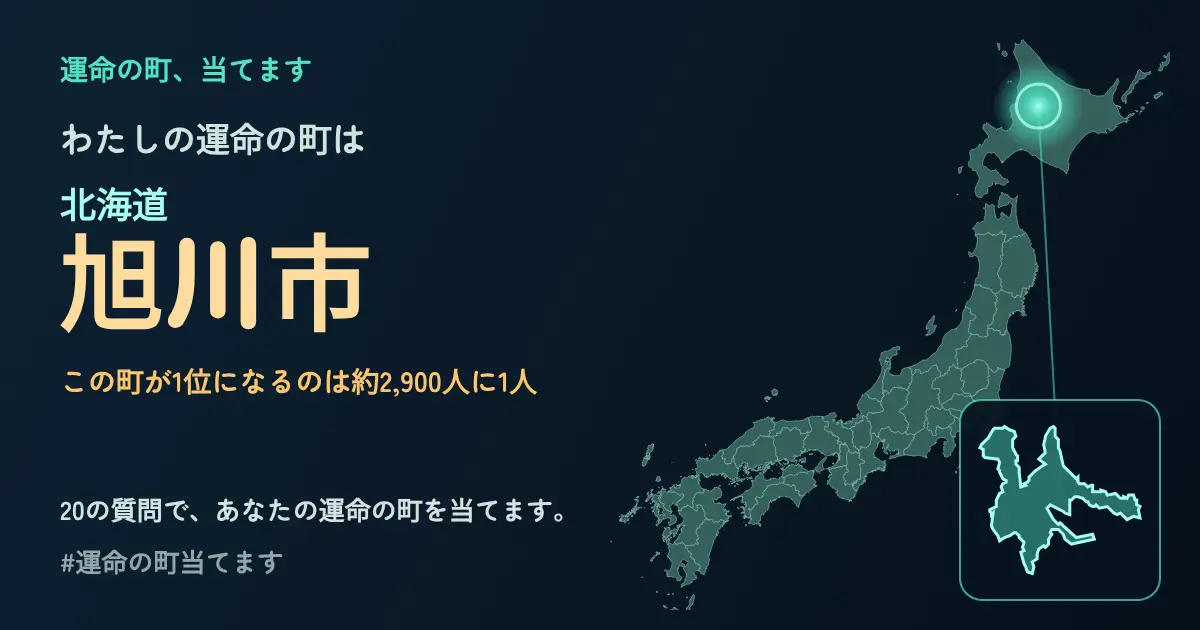 運命の町、当てます
わたしの運命の町は
北海道
旭川市
この町が1位になるのは約2,900人に1人
20の質問で、あなたの運命の町を当てます。
#運命の町当てます